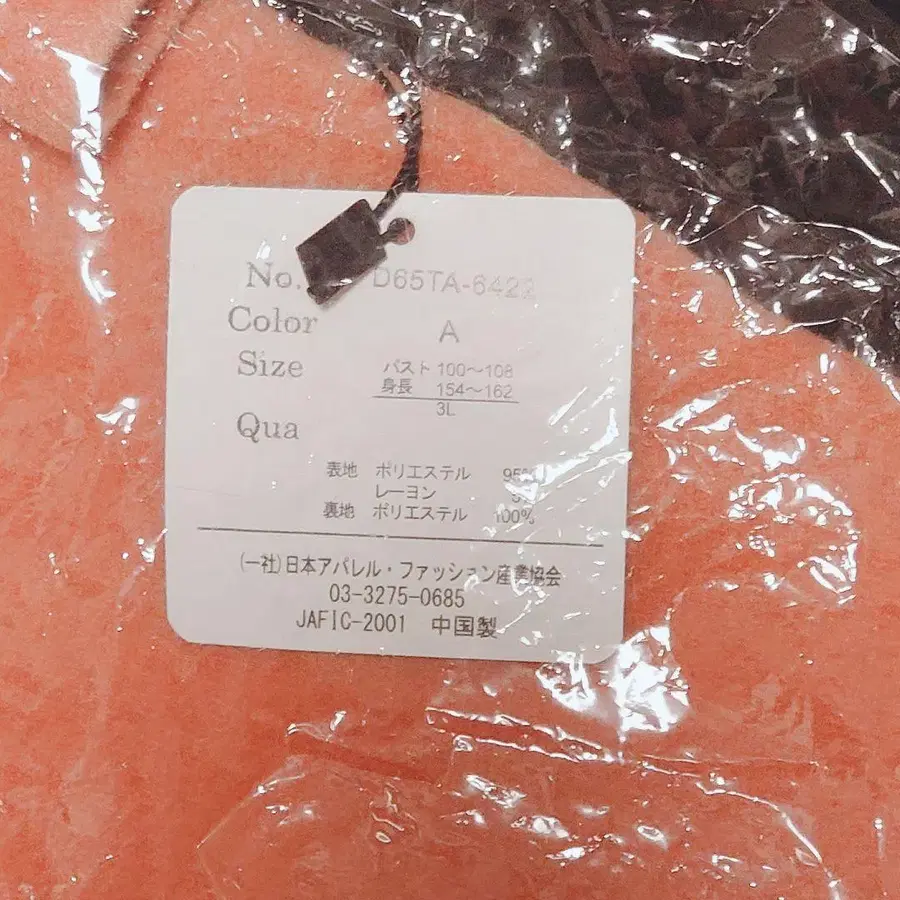 No. D65TA-6422
Color A
Size バスト 100～108
身長 154～162
3L
Qua
表地 ポリエステル 95%
レーヨン
裏地 ポリエステル 100%
(一社)日本アパレル・ファッション産業協会
03-3275-0685
JAFIC-2001 中国製